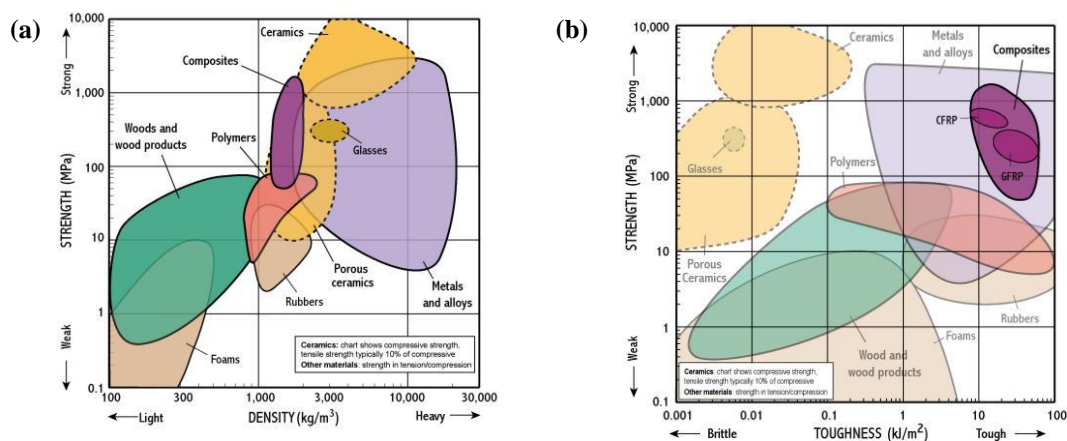 (a)
STRENGTH (MPa)
Strong
Weak
10,000
1,000
100
10
1
0.1
Ceramics
Composites
Woods and
wood products
Polymers
Glasses
Porous
ceramics
Rubbers
Metals
and alloys
Foams
Ceramics: chart shows compressive strength,
tensile strength typically 10% of compressive
Other materials: strength in tension/compression
100
300
1,000
3,000
10,000
30,000
Light
DENSITY (kg/m³)
Heavy
(b)
STRENGTH (MPa)
Strong
Weak
10,000
1,000
100
10
1
0.1
Ceramics
Metals
and alloys
Composites
CFRP
GFRP
Glasses
Polymers
Porous
Ceramics
Rubbers
Foams
Wood and
wood products
Ceramics: chart shows compressive strength,
tensile strength typically 10% of compressive
Other materials: strength in tension/compression
0.001
0.01
0.1
1
10
100
Brittle
TOUGHNESS (kJ/m²)
Tough